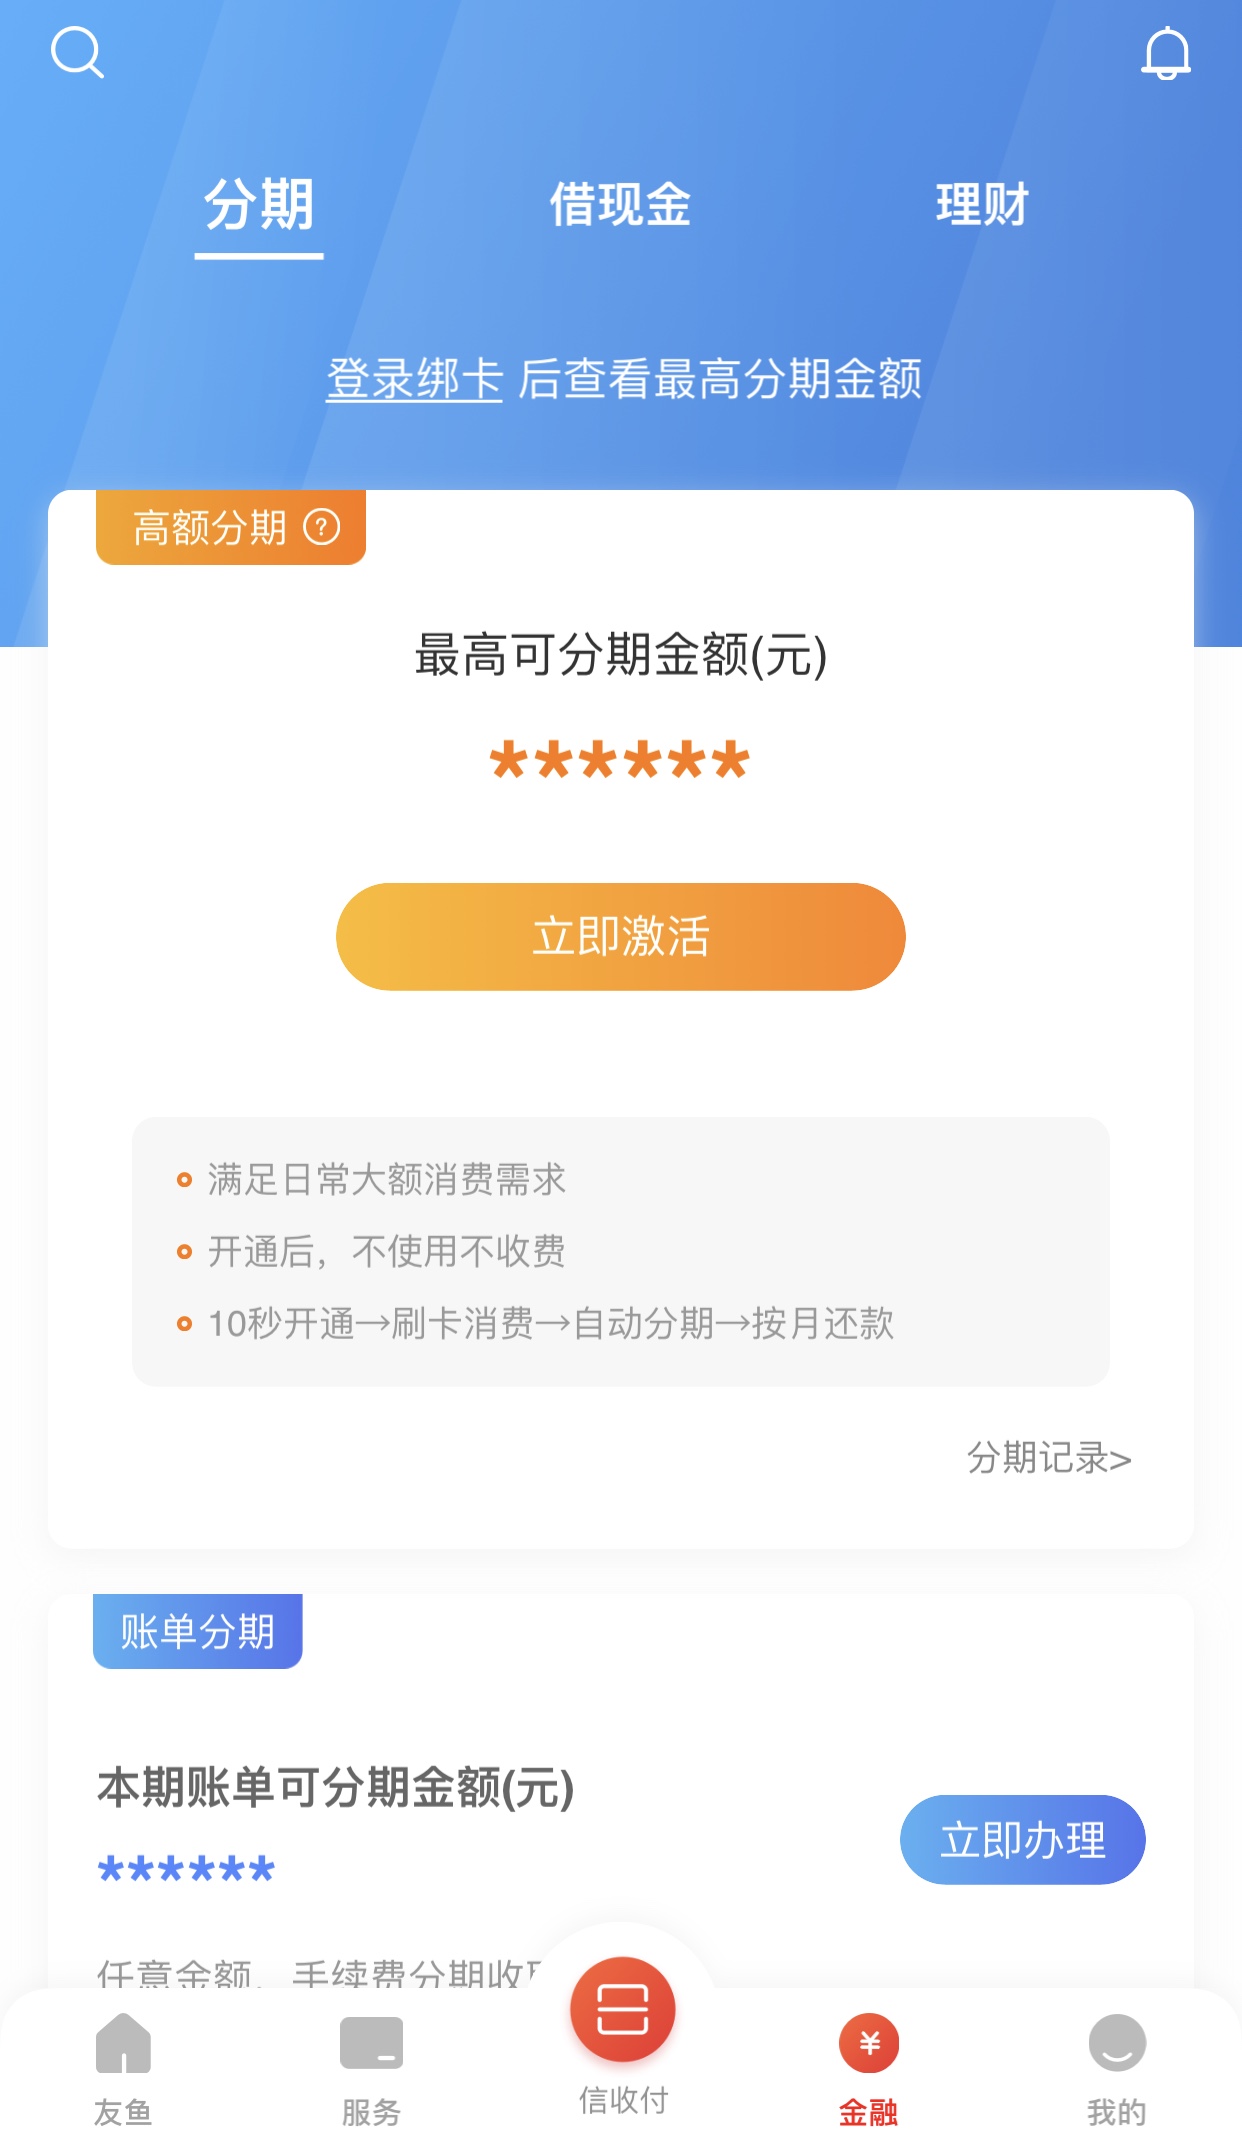 分期
借现金
理财
登录绑卡 后查看最高分期金额
高额分期 ?
最高可分期金额(元)
******
立即激活
满足日常大额消费需求
开通后，不使用不收费
10秒开通→刷卡消费→自动分期→按月还款
分期记录>
账单分期
本期账单可分期金额(元)
******
立即办理
任意金额、手续费分期收
友鱼
服务
信收付
¥
金融
我的